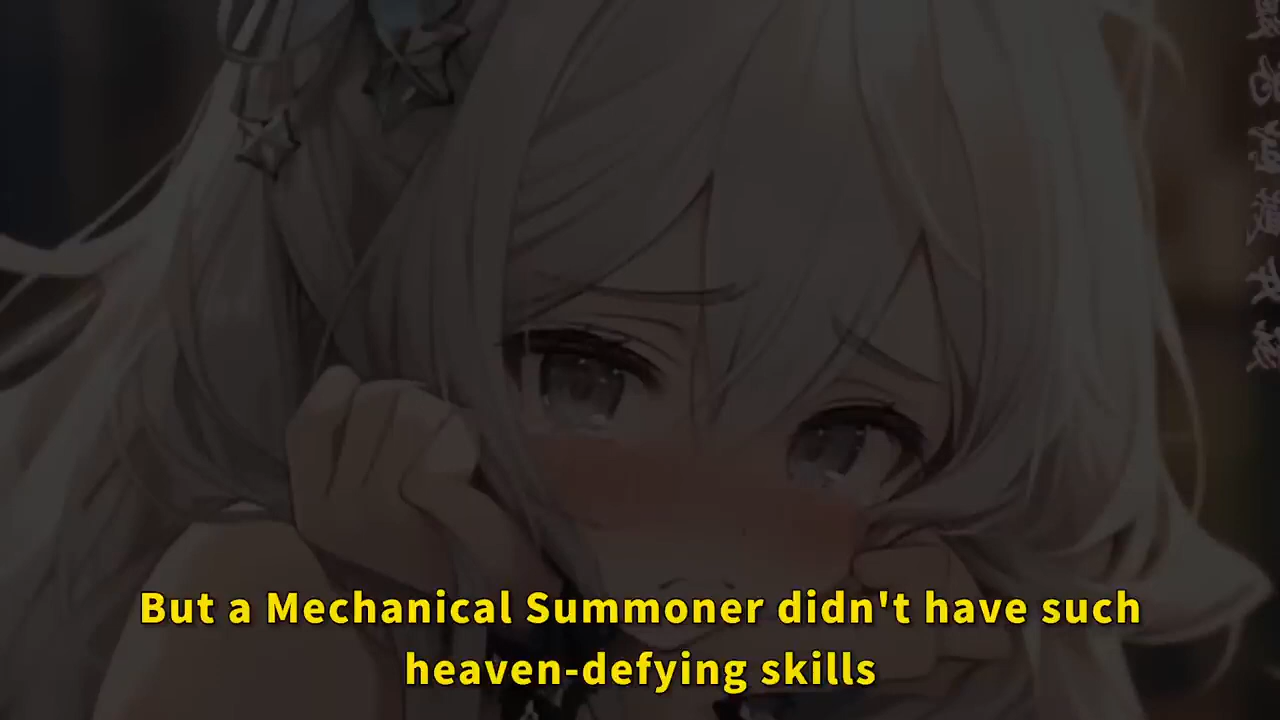 But a Mechanical Summoner didn't have such
heaven-defying skills